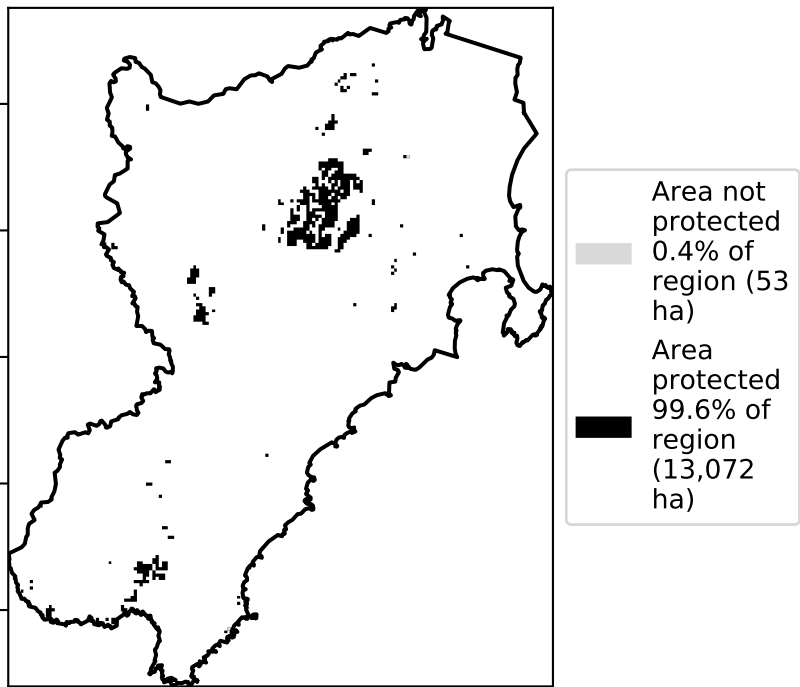 Area not
protected
0.4% of
region (53
ha)
Area
protected
99.6% of
region
(13,072
ha)